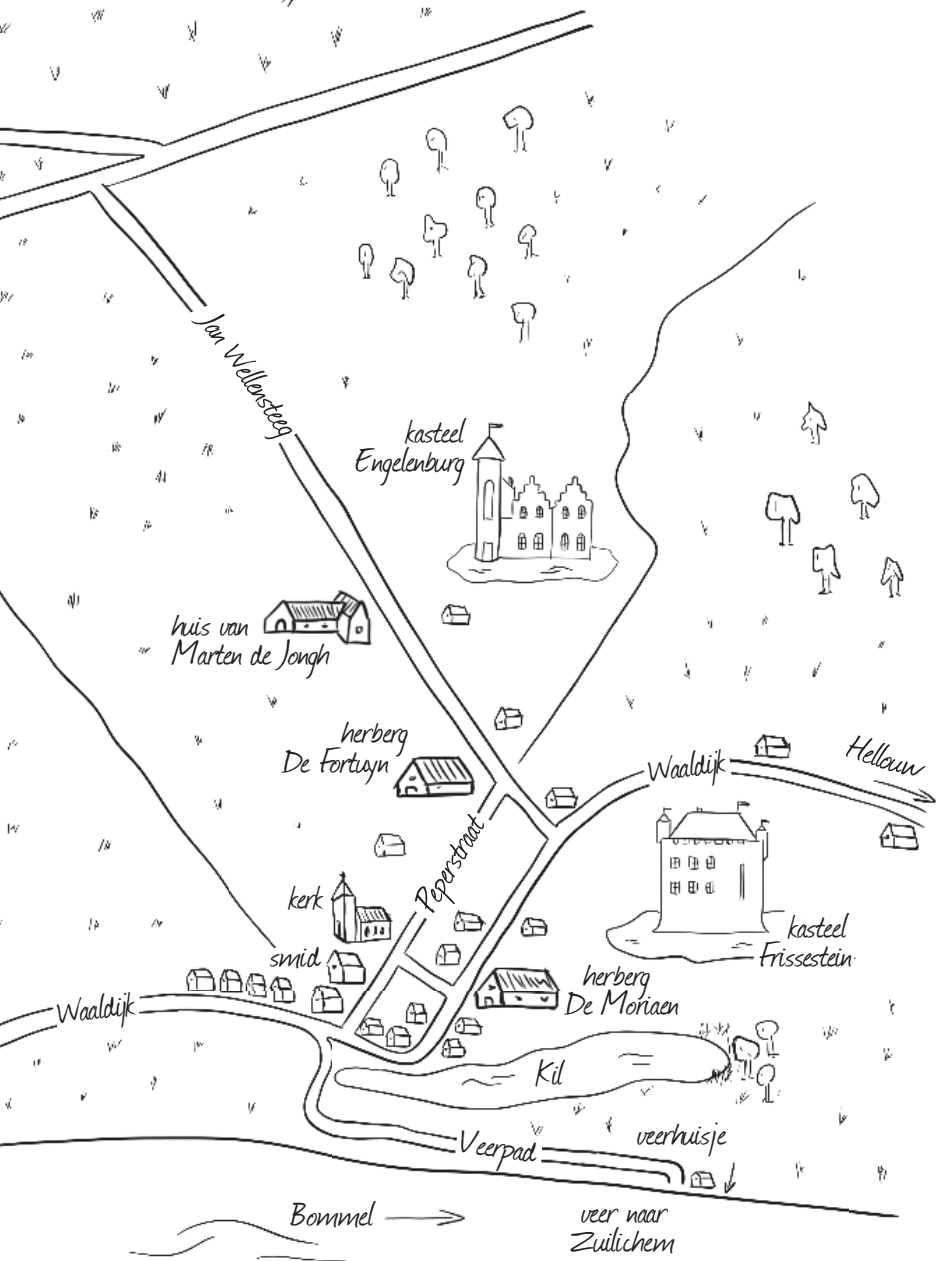 Jan Wellensteeg
kasteel
Engelenburg
huis van
Marten de Jongh
herberg
De Fortuyn
Waaldijk
Hellouw
Peperstraat
kerk
kasteel
Frissestein
smid
herberg
De Moriaen
Waaldijk
Kil
veerhuisje
Veerpad
Bommel
veer naar
Zuilichem